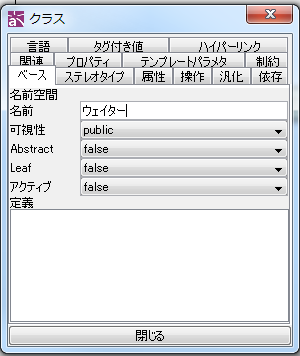 クラス
言語 タグ付き値 ハイパーリンク
関連 プロパティ テンプレートパラメタ 制約
ベース ステレオタイプ 属性 操作 汎化 依存
名前空間
名前 ウェイター
可視性 public
Abstract false
Leaf false
アクティブ false
定義
閉じる